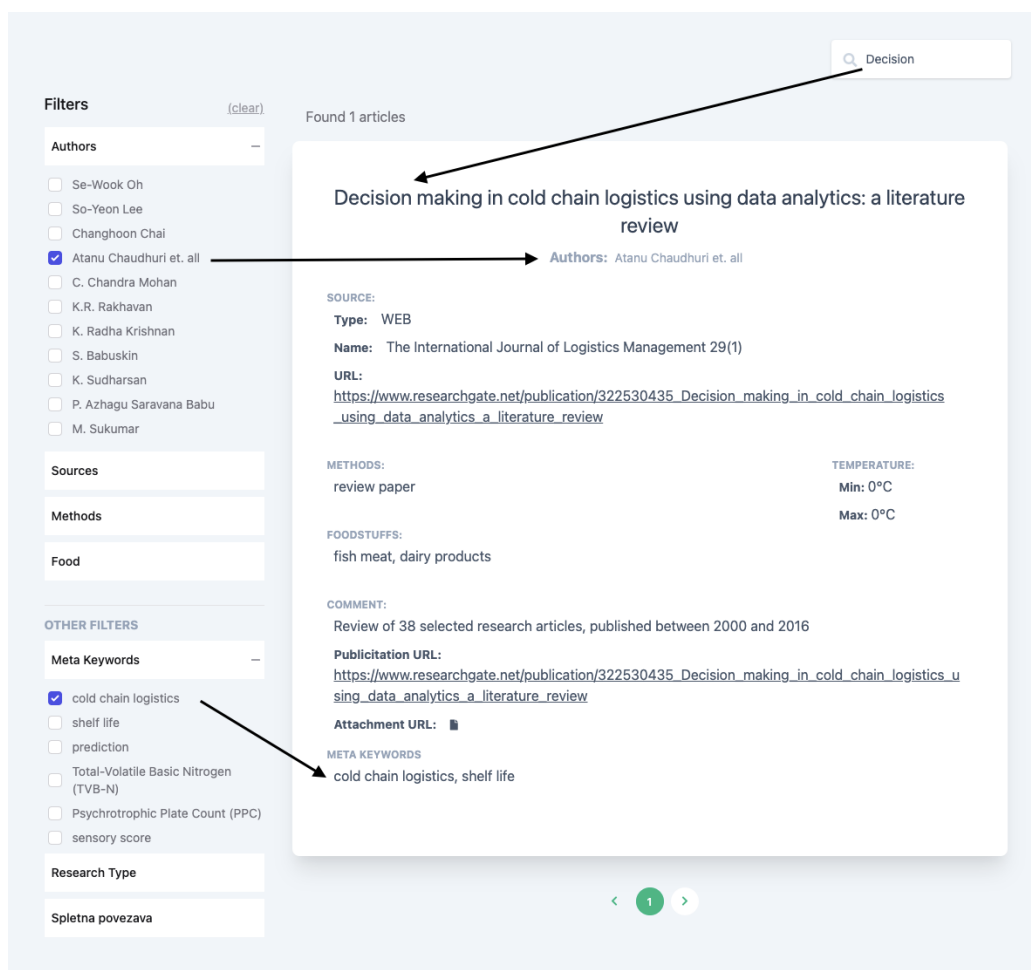 Decision
Filters
(clear)
Authors
Se-Wook Oh
So-Yeon Lee
Changhoon Chai
Atanu Chaudhuri et. all
C. Chandra Mohan
K.R. Rakhavan
K. Radha Krishnan
S. Babuskin
K. Sudharsan
P. Azhagu Saravana Babu
M. Sukumar
Sources
Methods
Food
OTHER FILTERS
Meta Keywords
cold chain logistics
shelf life
prediction
Total-Volatile Basic Nitrogen
(TVB-N)
Psychrotrophic Plate Count (PPC)
sensory score
Research Type
Spletna povezava
Found 1 articles
Decision making in cold chain logistics using data analytics: a literature
review
Authors: Atanu Chaudhuri et. all
SOURCE:
Type: WEB
Name: The International Journal of Logistics Management 29(1)
URL:
https://www.researchgate.net/publication/322530435_Decision_making_in_cold_chain_logistics
_using_data_analytics_a_literature_review
METHODS:
review paper
TEMPERATURE:
Min: 0°C
Max: 0°C
FOODSTUFFS:
fish meat, dairy products
COMMENT:
Review of 38 selected research articles, published between 2000 and 2016
Publicitation URL:
https://www.researchgate.net/publication/322530435_Decision_making_in_cold_chain_logistics_u
sing_data_analytics_a_literature_review
Attachment URL:
META KEYWORDS
cold chain logistics, shelf life
1